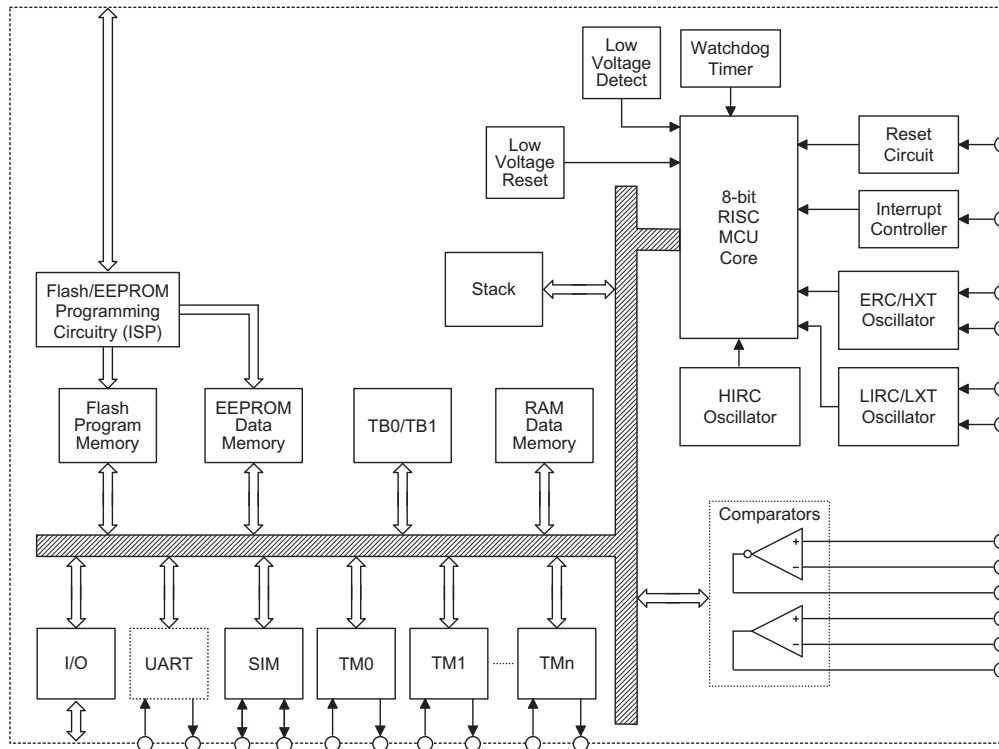 Low
Voltage
Detect
Watchdog
Timer
Low
Voltage
Reset
8-bit
RISC
MCU
Core
Reset
Circuit
Interrupt
Controller
Stack
ERC/HXT
Oscillator
Flash/EEPROM
Programming
Circuitry (ISP)
HIRC
Oscillator
LIRC/LXT
Oscillator
Flash
Program
Memory
EEPROM
Data
Memory
TB0/TB1
RAM
Data
Memory
Comparators
+
−
+
−
I/O
UART
SIM
TM0
TM1
TMn